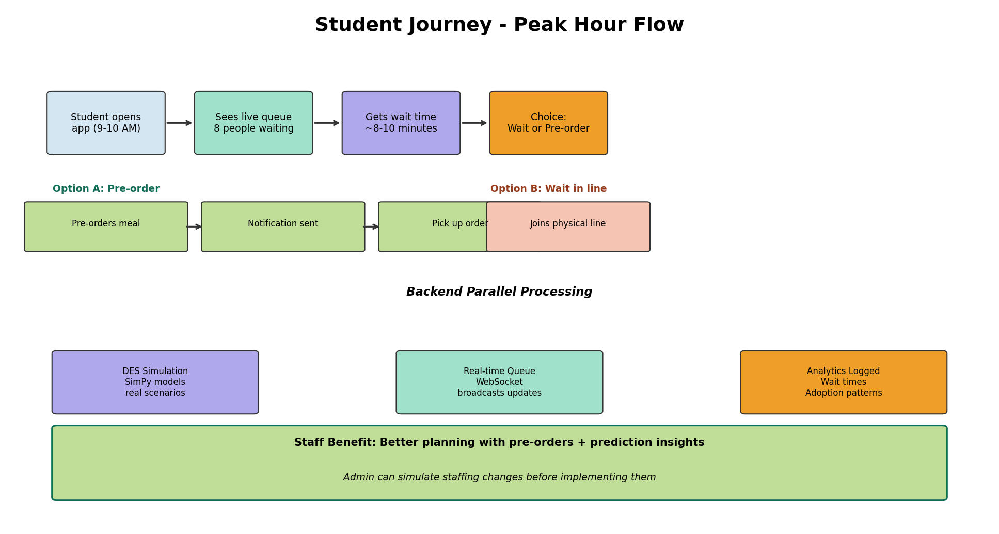 Student Journey - Peak Hour Flow
Student opens
app (9-10 AM)
Sees live queue
8 people waiting
Gets wait time
~8-10 minutes
Choice:
Wait or Pre-order
Option A: Pre-order
Option B: Wait in line
Pre-orders meal
Notification sent
Pick up order
Joins physical line
Backend Parallel Processing
DES Simulation
SimPy models
real scenarios
Real-time Queue
WebSocket
broadcasts updates
Analytics Logged
Wait times
Adoption patterns
Staff Benefit: Better planning with pre-orders + prediction insights
Admin can simulate staffing changes before implementing them